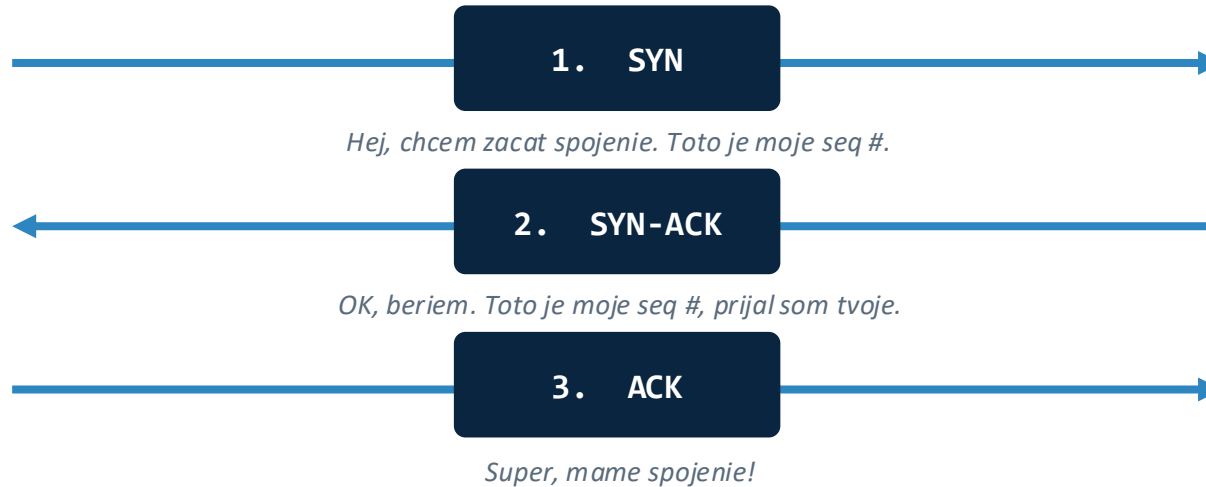 1. SYN
Hej, chcem zacat spojenie. Toto je moje seq #.
2. SYN-ACK
OK, beriem. Toto je moje seq #, prijal som tvoje.
3. ACK
Super, mame spojenie!